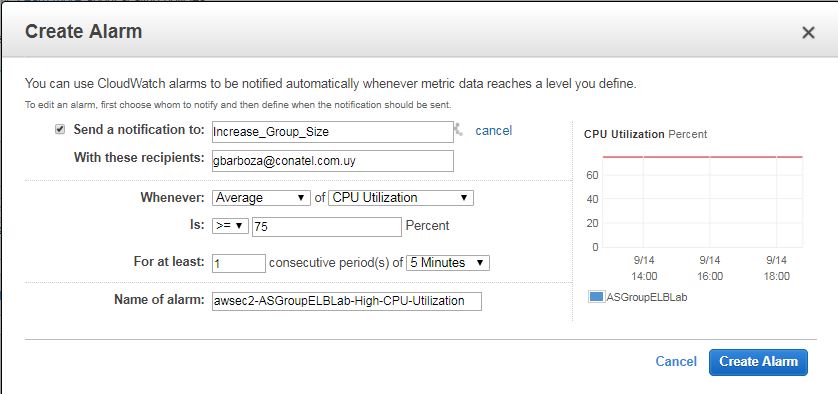 Create Alarm
You can use CloudWatch alarms to be notified automatically whenever metric data reaches a level you define.
To edit an alarm, first choose whom to notify and then define when the notification should be sent.
Send a notification to: Increase_Group_Size cancel
With these recipients: gbarboza@conatel.com.uy
Whenever: Average of CPU Utilization
Is: >= 75 Percent
For at least: 1 consecutive period(s) of 5 Minutes
Name of alarm: awsec2-ASGroupELBLab-High-CPU-Utilization
CPU Utilization Percent
60
40
20
0
9/14 9/14 9/14
14:00 16:00 18:00
ASGroupELBLab
Cancel Create Alarm